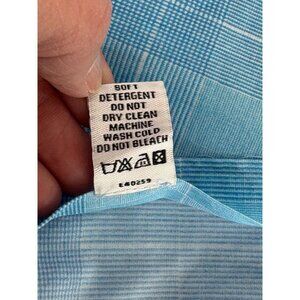 SOFT
DETERGENT
DO NOT
DRY CLEAN
MACHINE
WASH COLD
DO NOT BLEACH
E40259